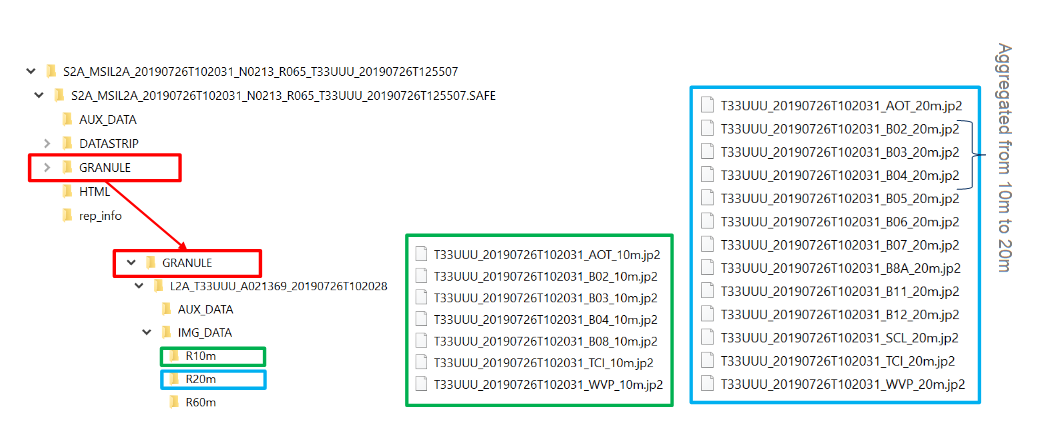 S2A_MSIL2A_20190726T102031_N0213_R065_T33UUU_20190726T125507
S2A_MSIL2A_20190726T102031_N0213_R065_T33UUU_20190726T125507.SAFE
AUX_DATA
DATASTRIP
GRANULE
HTML
rep_info
GRANULE
L2A_T33UUU_A021369_20190726T102028
AUX_DATA
IMG_DATA
R10m
R20m
R60m
T33UUU_20190726T102031_AOT_10m.jp2
T33UUU_20190726T102031_B02_10m.jp2
T33UUU_20190726T102031_B03_10m.jp2
T33UUU_20190726T102031_B04_10m.jp2
T33UUU_20190726T102031_B08_10m.jp2
T33UUU_20190726T102031_TCI_10m.jp2
T33UUU_20190726T102031_WVP_10m.jp2
T33UUU_20190726T102031_AOT_20m.jp2
T33UUU_20190726T102031_B02_20m.jp2
T33UUU_20190726T102031_B03_20m.jp2
T33UUU_20190726T102031_B04_20m.jp2
T33UUU_20190726T102031_B05_20m.jp2
T33UUU_20190726T102031_B06_20m.jp2
T33UUU_20190726T102031_B07_20m.jp2
T33UUU_20190726T102031_B8A_20m.jp2
T33UUU_20190726T102031_B11_20m.jp2
T33UUU_20190726T102031_B12_20m.jp2
T33UUU_20190726T102031_SCL_20m.jp2
T33UUU_20190726T102031_TCI_20m.jp2
T33UUU_20190726T102031_WVP_20m.jp2
Aggregated from 10m to 20m